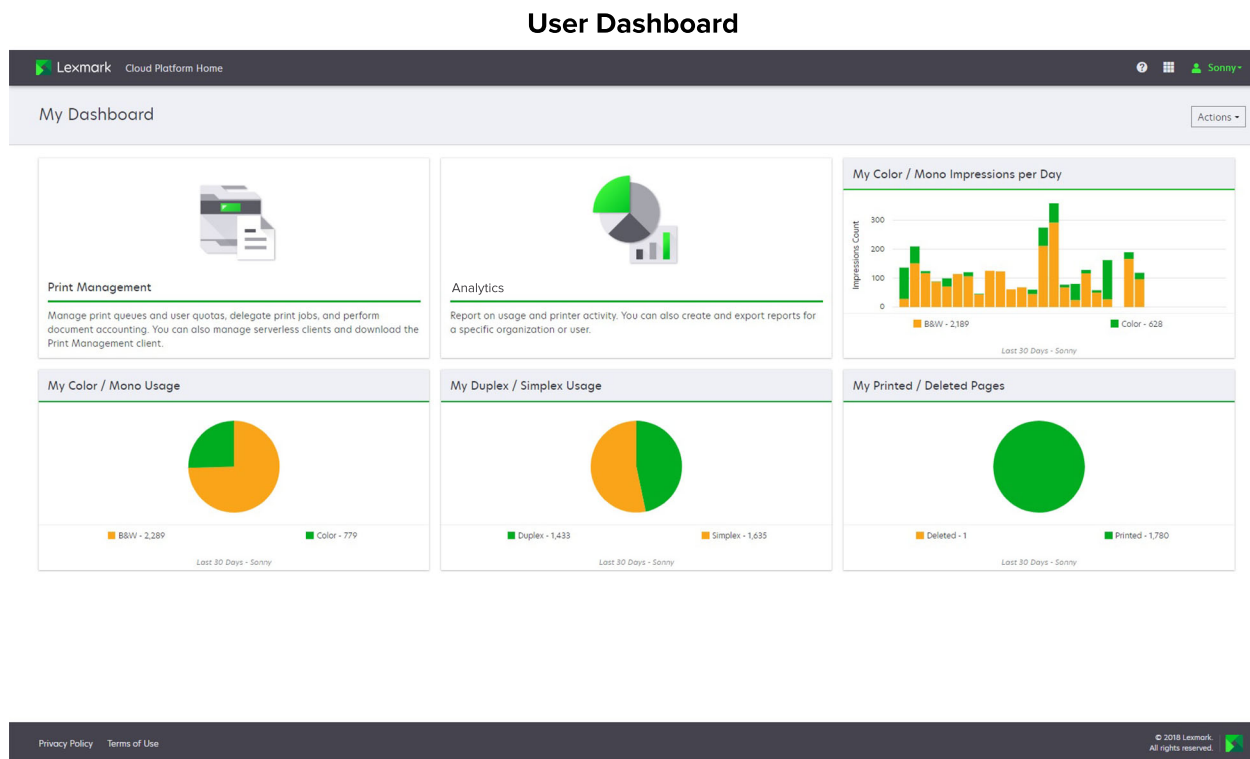 User Dashboard
Lexmark Cloud Platform Home
Sonny
My Dashboard
Actions
Print Management
Manage print queues and user quotas, delegate print jobs, and perform
document accounting. You can also manage serverless clients and download the
Print Management client.
Analytics
Report on usage and printer activity. You can also create and export reports for
a specific organization or user.
My Color / Mono Impressions per Day
Impressions Count
300
200
100
0
B&W - 2,189 Color - 628
Last 30 Days - Sonny
My Color / Mono Usage
B&W - 2,289 Color - 779
Last 30 Days - Sonny
My Duplex / Simplex Usage
Duplex - 1,433 Simplex - 1,635
Last 30 Days - Sonny
My Printed / Deleted Pages
Deleted - 1 Printed - 1,780
Last 30 Days - Sonny
Privacy Policy Terms of Use
© 2018 Lexmark.
All rights reserved.